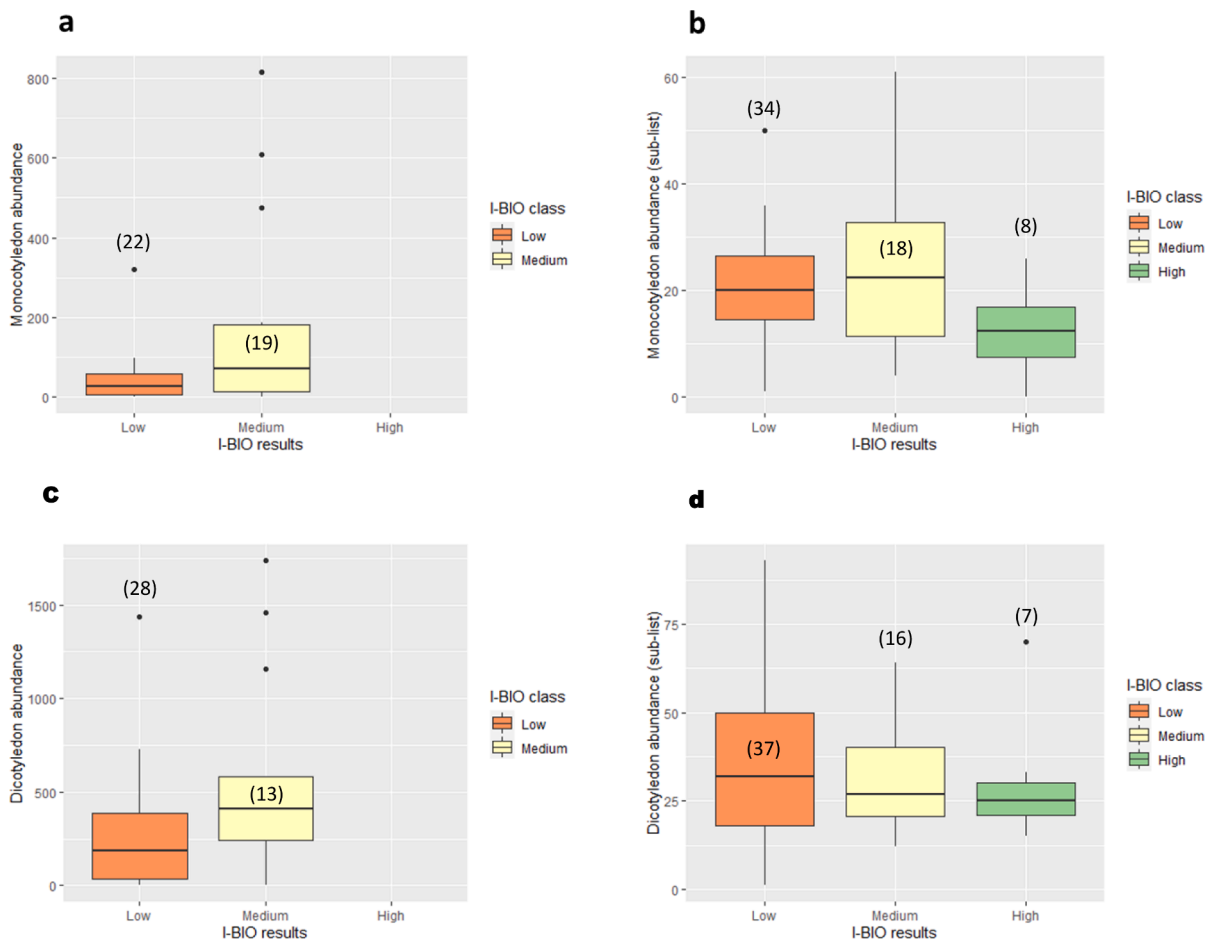 a
Monocotyledon abundance
800
600
400
200
0
(22)
(19)
Low
Medium
High
I-BIO results
I-BIO class
Low
Medium
b
Monocotyledon abundance (sub-list)
60
40
20
0
(34)
(18)
(8)
Low
Medium
High
I-BIO results
I-BIO class
Low
Medium
High
c
Dicotyledon abundance
1500
1000
500
0
(28)
(13)
Low
Medium
High
I-BIO results
I-BIO class
Low
Medium
d
Dicotyledon abundance (sub-list)
75
50
25
0
(37)
(16)
(7)
Low
Medium
High
I-BIO results
I-BIO class
Low
Medium
High